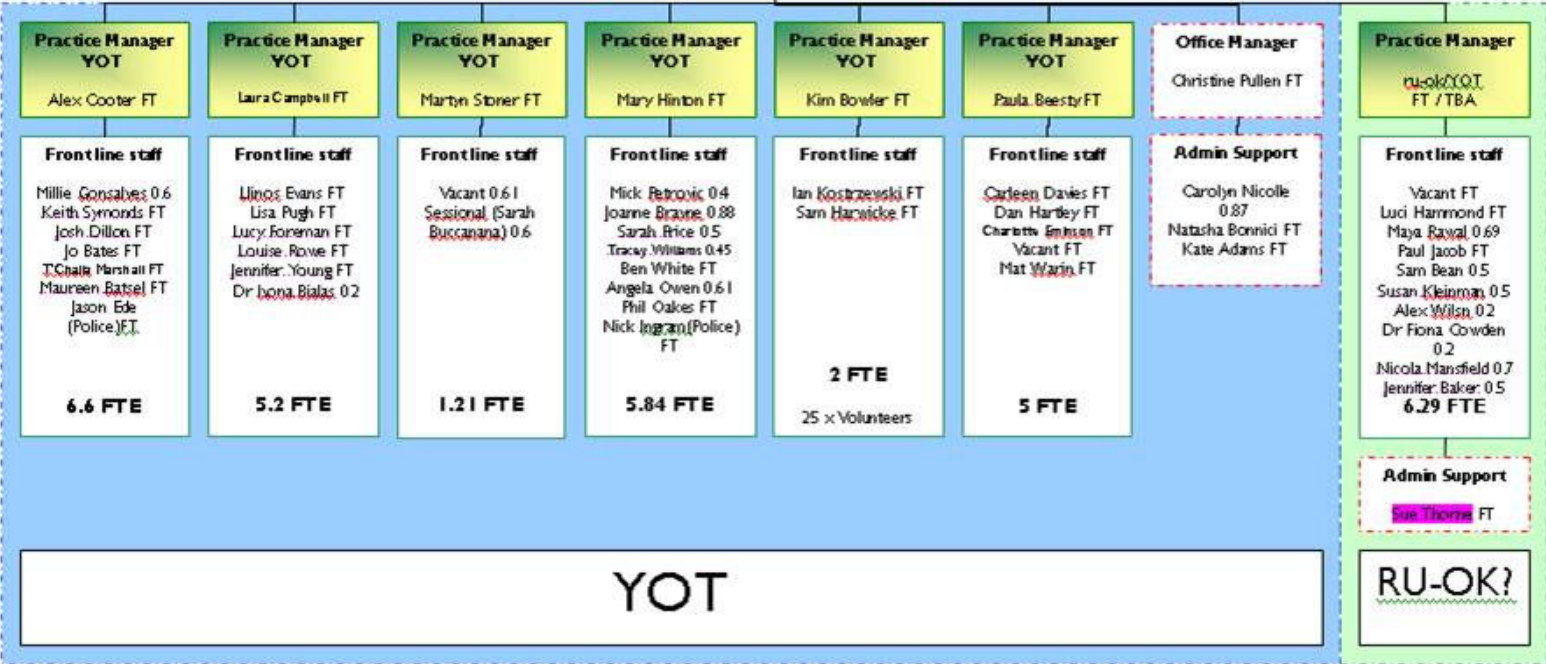 Practice Manager
YOT
Alex Cooter FT
Frontline staff
Millie Gonsalves 0.6
Keith Symonds FT
Josh Dillon FT
Jo Bates FT
T'Challa Marshall FT
Maureen Batsel FT
Jason Ede
(Police)FT
6.6 FTE
Practice Manager
YOT
Laura Campbell FT
Frontline staff
Llinos Evans FT
Lisa Pugh FT
Lucy Foreman FT
Louise Rowe FT
Jennifer Young FT
Dr Bialas 0.2
5.2 FTE
Practice Manager
YOT
Martyn Stoner FT
Frontline staff
Vacant 0.61
Sessional (Sarah
Buccanana) 0.6
1.21 FTE
Practice Manager
YOT
Mary Hinton FT
Frontline staff
Mick Petrovic 0.4
Joanne Brayne 0.88
Sarah Price 0.5
Tracey Williams 0.45
Ben White FT
Angela Owen 0.61
Phil Oakes FT
Nick Ingram(Police)
FT
5.84 FTE
Practice Manager
YOT
Kim Bowler FT
Frontline staff
Ian Kostrzewski FT
Sam Harwicke FT
2 FTE
25 x Volunteers
Practice Manager
YOT
Paula Beesty FT
Frontline staff
Carleen Davies FT
Dan Hartley FT
Charlotte FT
Vacant FT
Mat Warin FT
5 FTE
Office Manager
Christine Pullen FT
Admin Support
Carolyn Nicolle
0.87
Natasha Bonnici FT
Kate Adams FT
Practice Manager
ru-ok/YOT
FT / TBA
Frontline staff
Vacant FT
Luci Hammond FT
Maya Rawal 0.69
Paul Jacob FT
Sam Bean 0.5
Susan Kleinman 0.5
Alex Wilsn 0.2
Dr Fiona Cowden
0.2
Nicola Mansfield 0.7
Jennifer Baker 0.5
6.29 FTE
Admin Support
Sue Thorne FT
YOT
RU-OK?